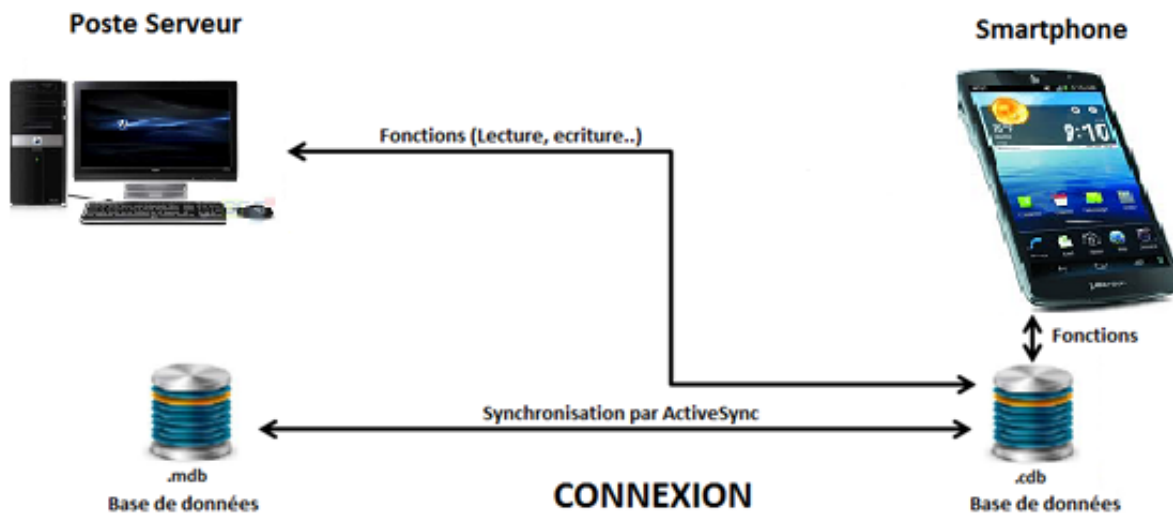 Poste Serveur
Smartphone
Fonctions (Lecture, ecriture..)
9:10
Fonctions
Synchronisation par ActiveSync
.mdb
Base de données
CONNEXION
.cdb
Base de données